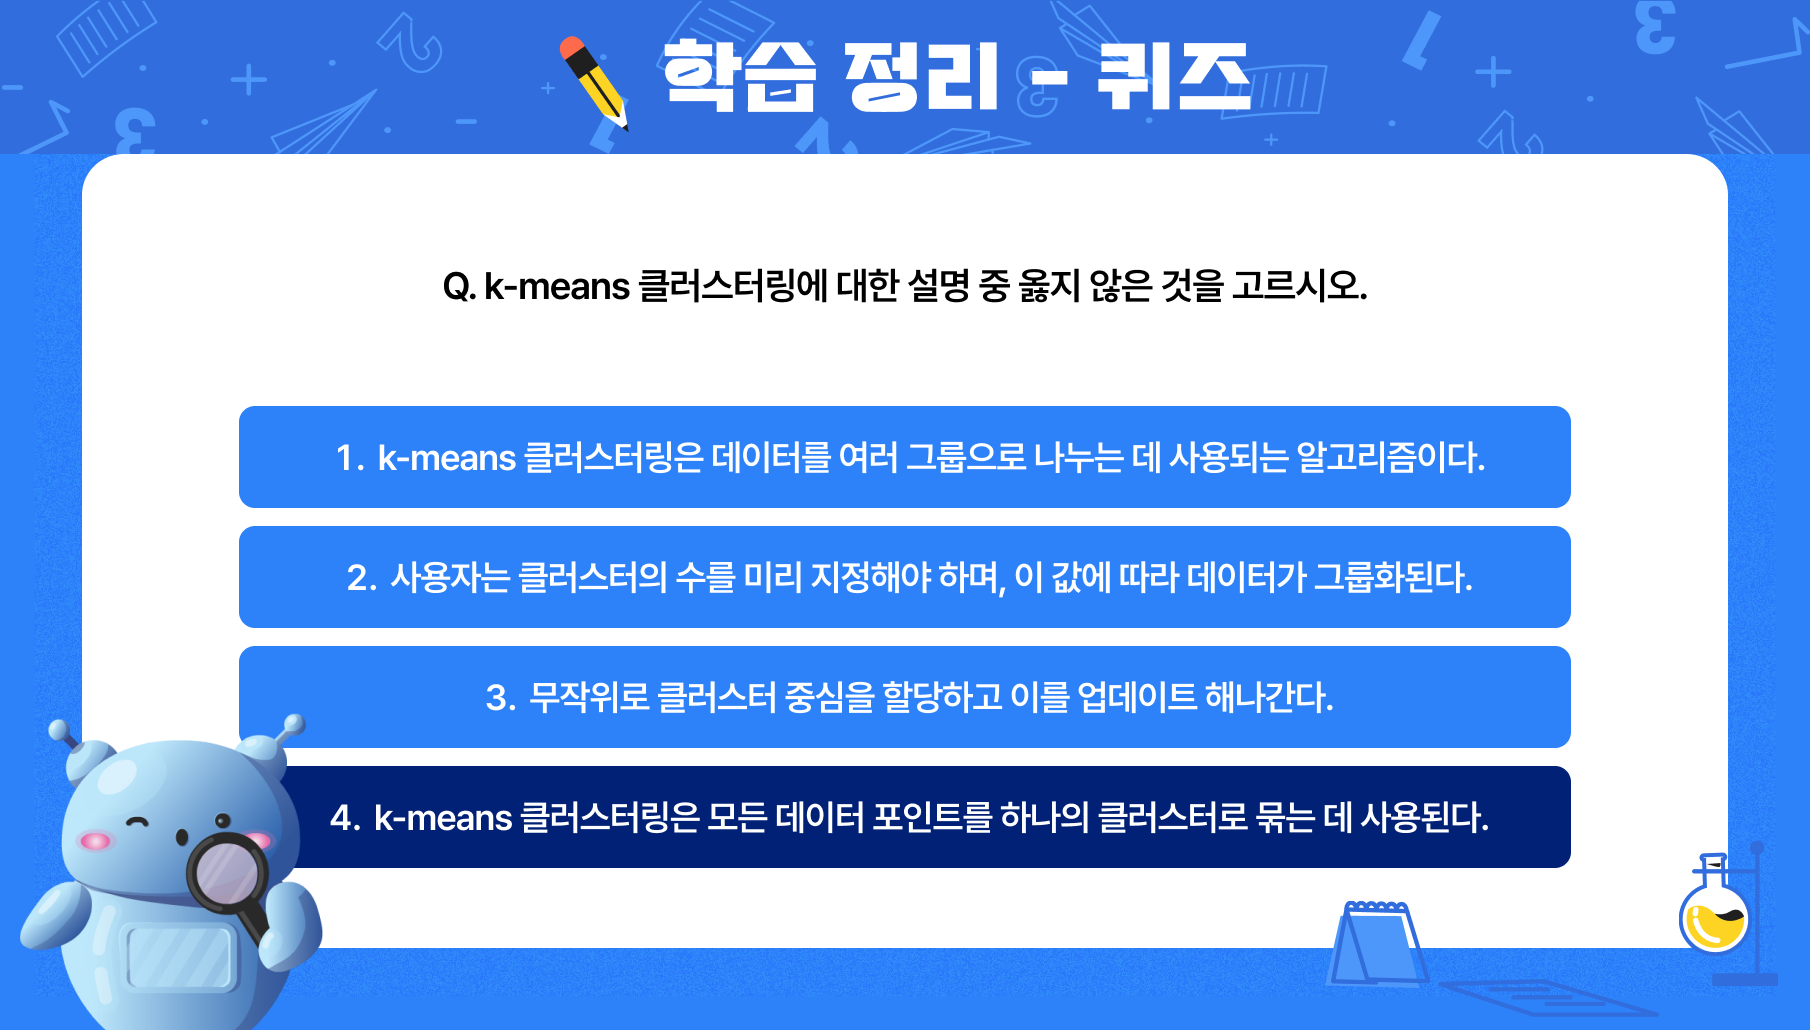 학습 정리 - 퀴즈
Q. k-means 클러스터링에 대한 설명 중 옳지 않은 것을 고르시오.
1. k-means 클러스터링은 데이터를 여러 그룹으로 나누는 데 사용되는 알고리즘이다.
2. 사용자는 클러스터의 수를 미리 지정해야 하며, 이 값에 따라 데이터가 그룹화된다.
3. 무작위로 클러스터 중심을 할당하고 이를 업데이트 해나간다.
4. k-means 클러스터링은 모든 데이터 포인트를 하나의 클러스터로 묶는 데 사용된다.